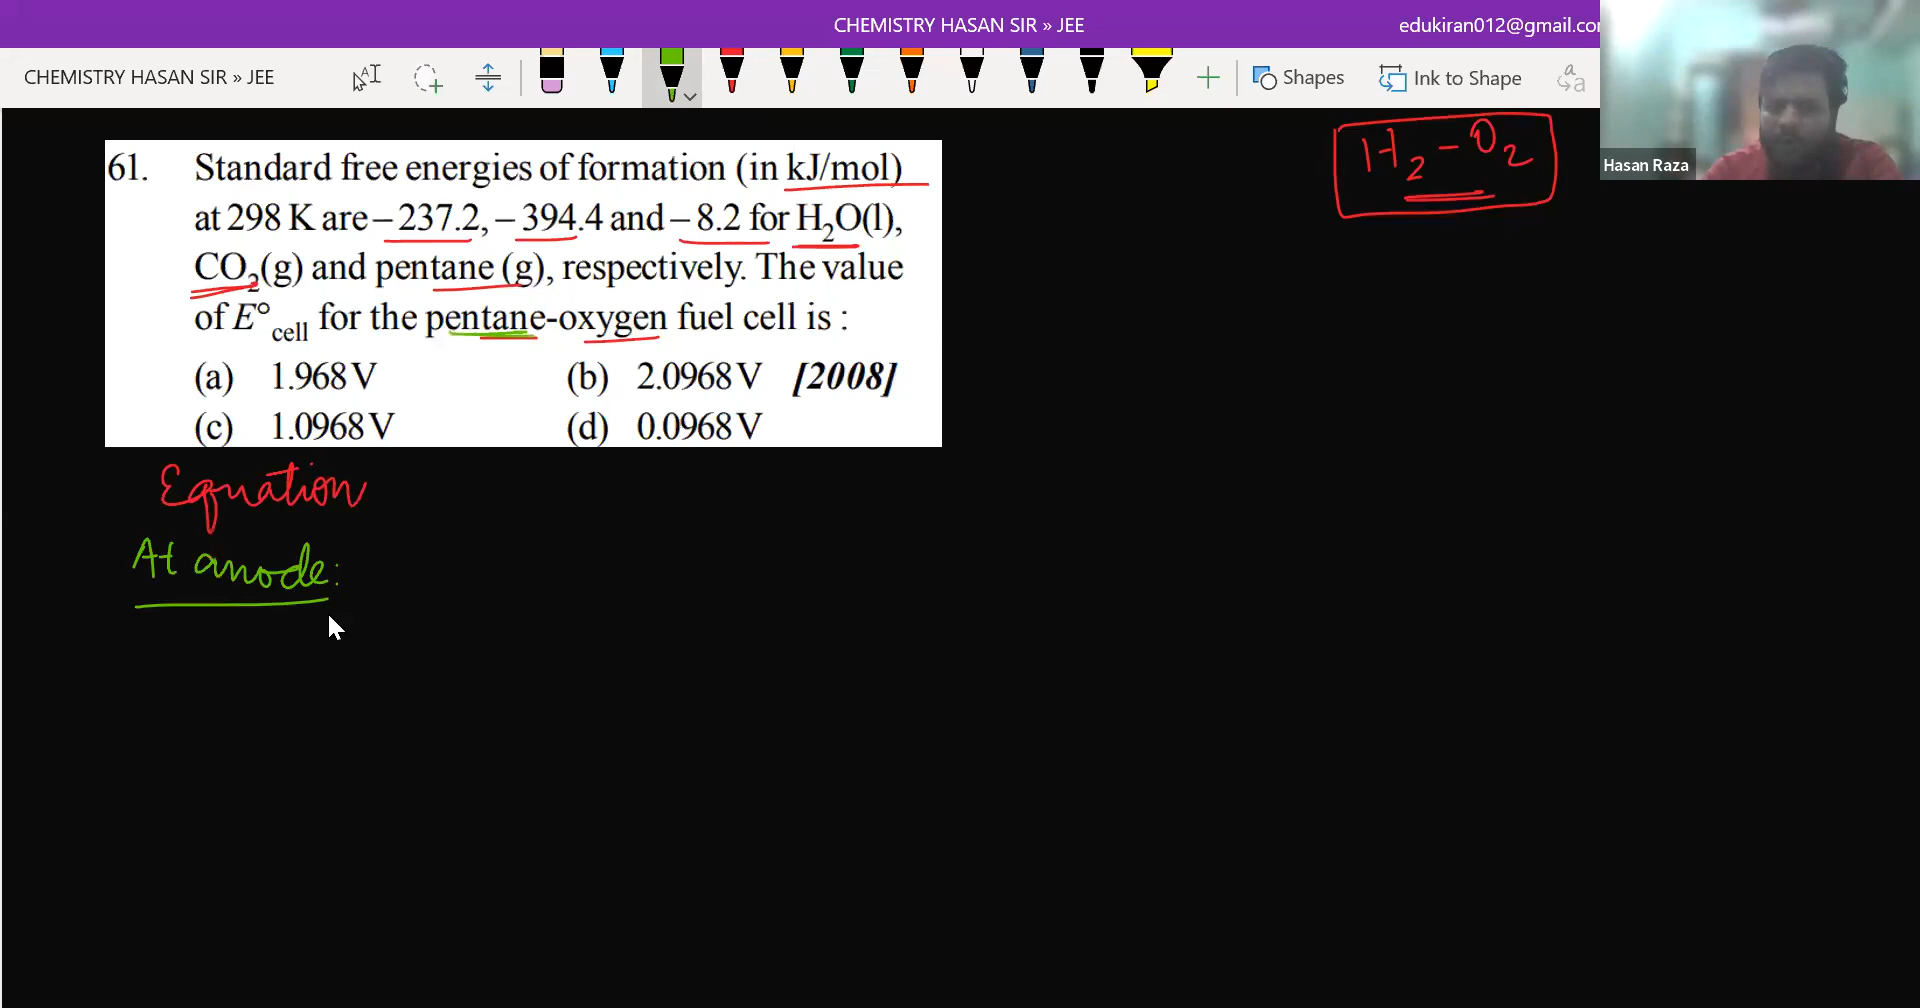 CHEMISTRY HASAN SIR » JEE
edukiran012@gmail.co
CHEMISTRY HASAN SIR » JEE
Shapes
Ink to Shape
Hasan Raza
H₂-O₂
61. Standard free energies of formation (in kJ/mol)
at 298 K are – 237.2, – 394.4 and – 8.2 for H₂O(l),
CO₂(g) and pentane (g), respectively. The value
of E°cell for the pentane-oxygen fuel cell is :
(a) 1.968 V (b) 2.0968 V [2008]
(c) 1.0968 V (d) 0.0968 V
Equation
At anode: